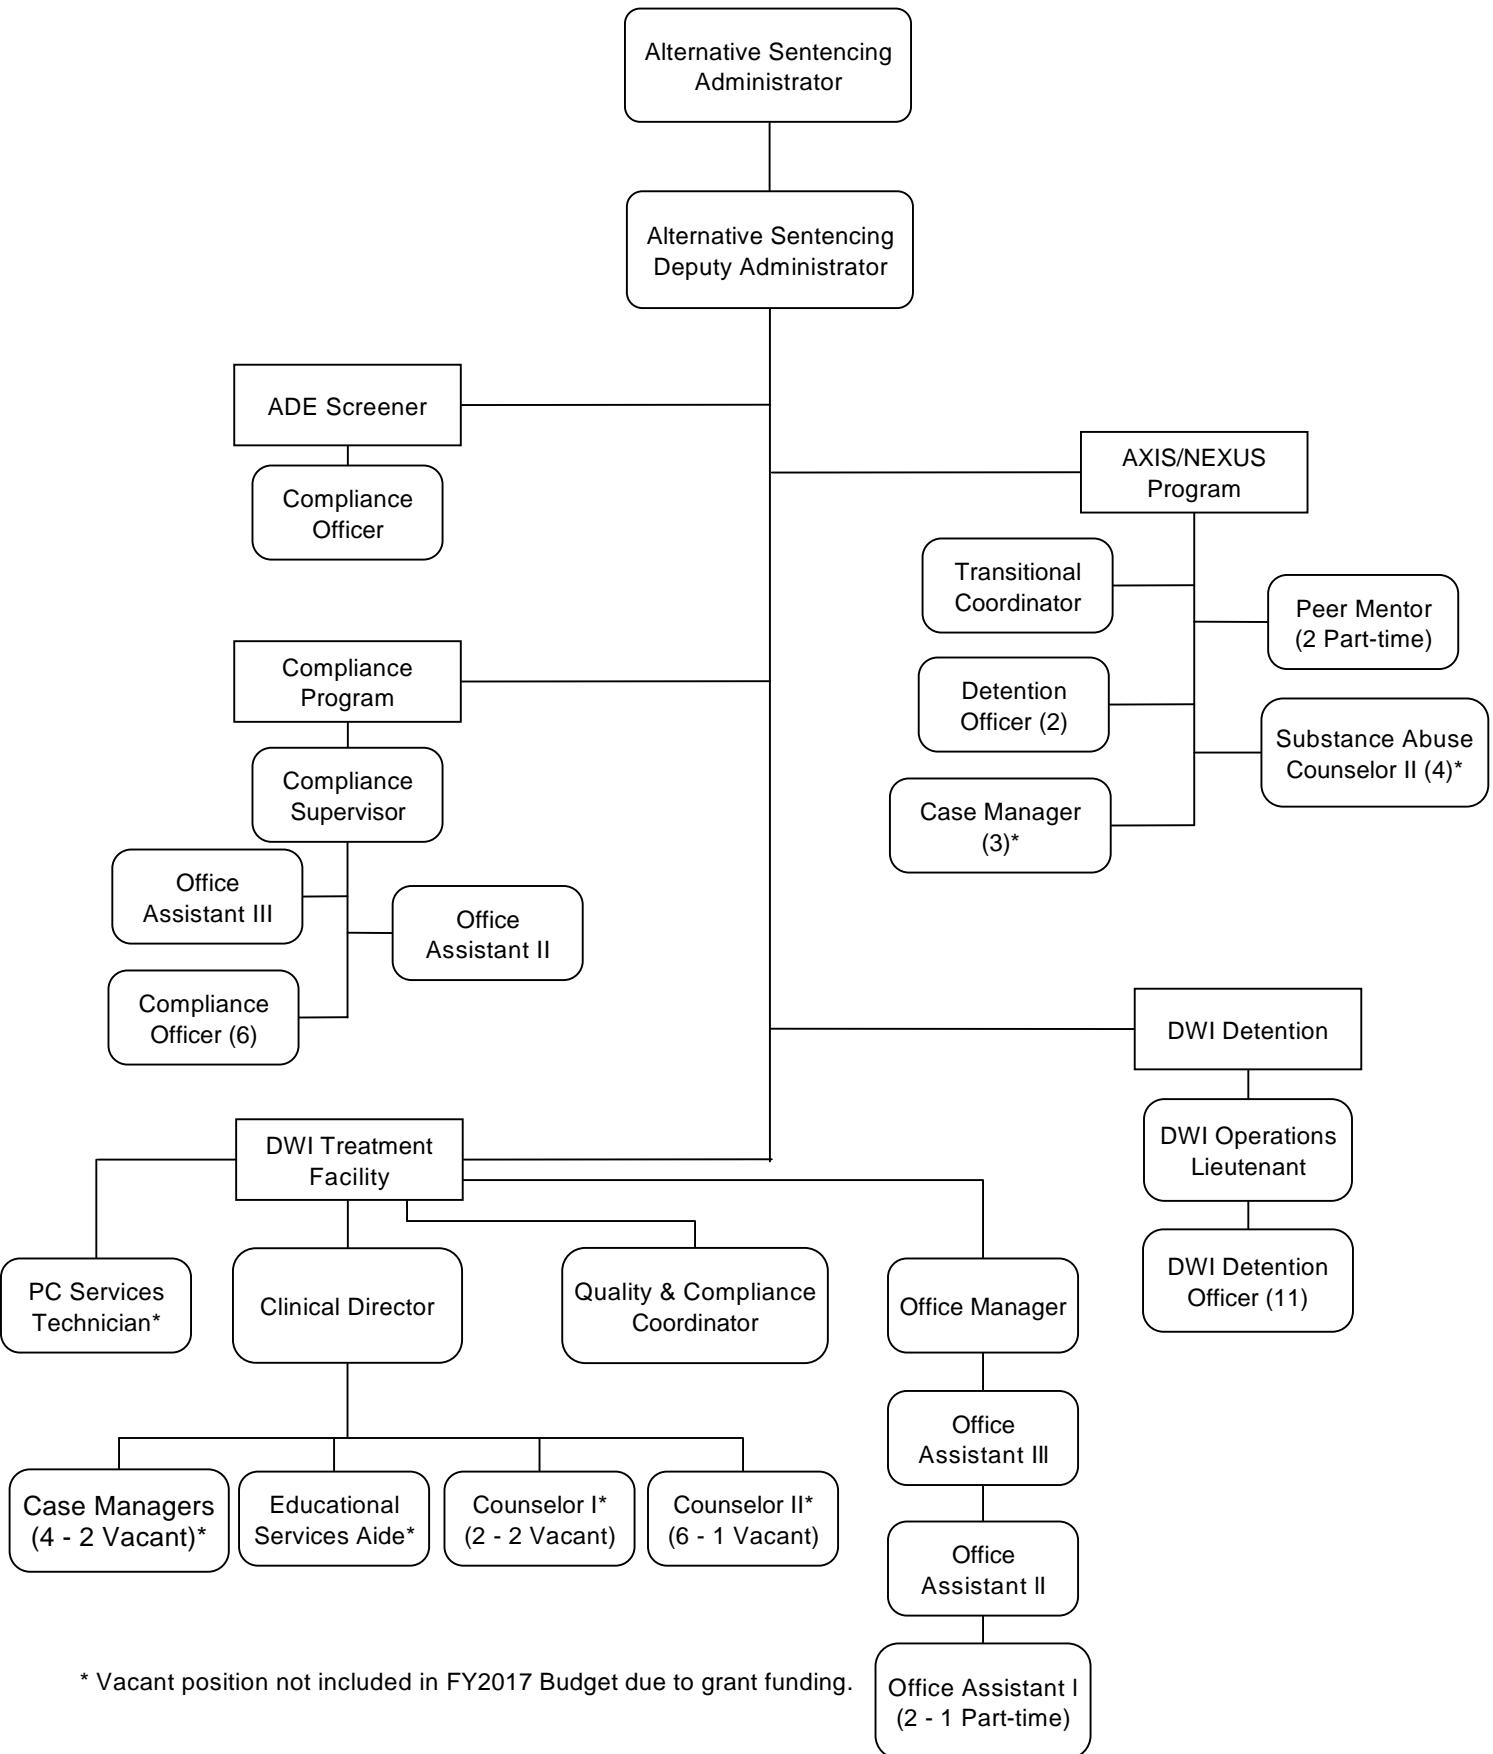 Alternative Sentencing
Administrator
Alternative Sentencing
Deputy Administrator
ADE Screener
Compliance
Officer
AXIS/NEXUS
Program
Transitional
Coordinator
Peer Mentor
(2 Part-time)
Detention
Officer (2)
Substance Abuse
Counselor II (4)*
Case Manager
(3)*
Compliance
Program
Compliance
Supervisor
Office
Assistant III
Office
Assistant II
Compliance
Officer (6)
DWI Detention
DWI Operations
Lieutenant
DWI Detention
Officer (11)
DWI Treatment
Facility
PC Services
Technician*
Clinical Director
Quality & Compliance
Coordinator
Office Manager
Case Managers
(4 - 2 Vacant)*
Educational
Services Aide*
Counselor I*
(2 - 2 Vacant)
Counselor II*
(6 - 1 Vacant)
Office
Assistant III
Office
Assistant II
Office Assistant I
(2 - 1 Part-time)
* Vacant position not included in FY2017 Budget due to grant funding.